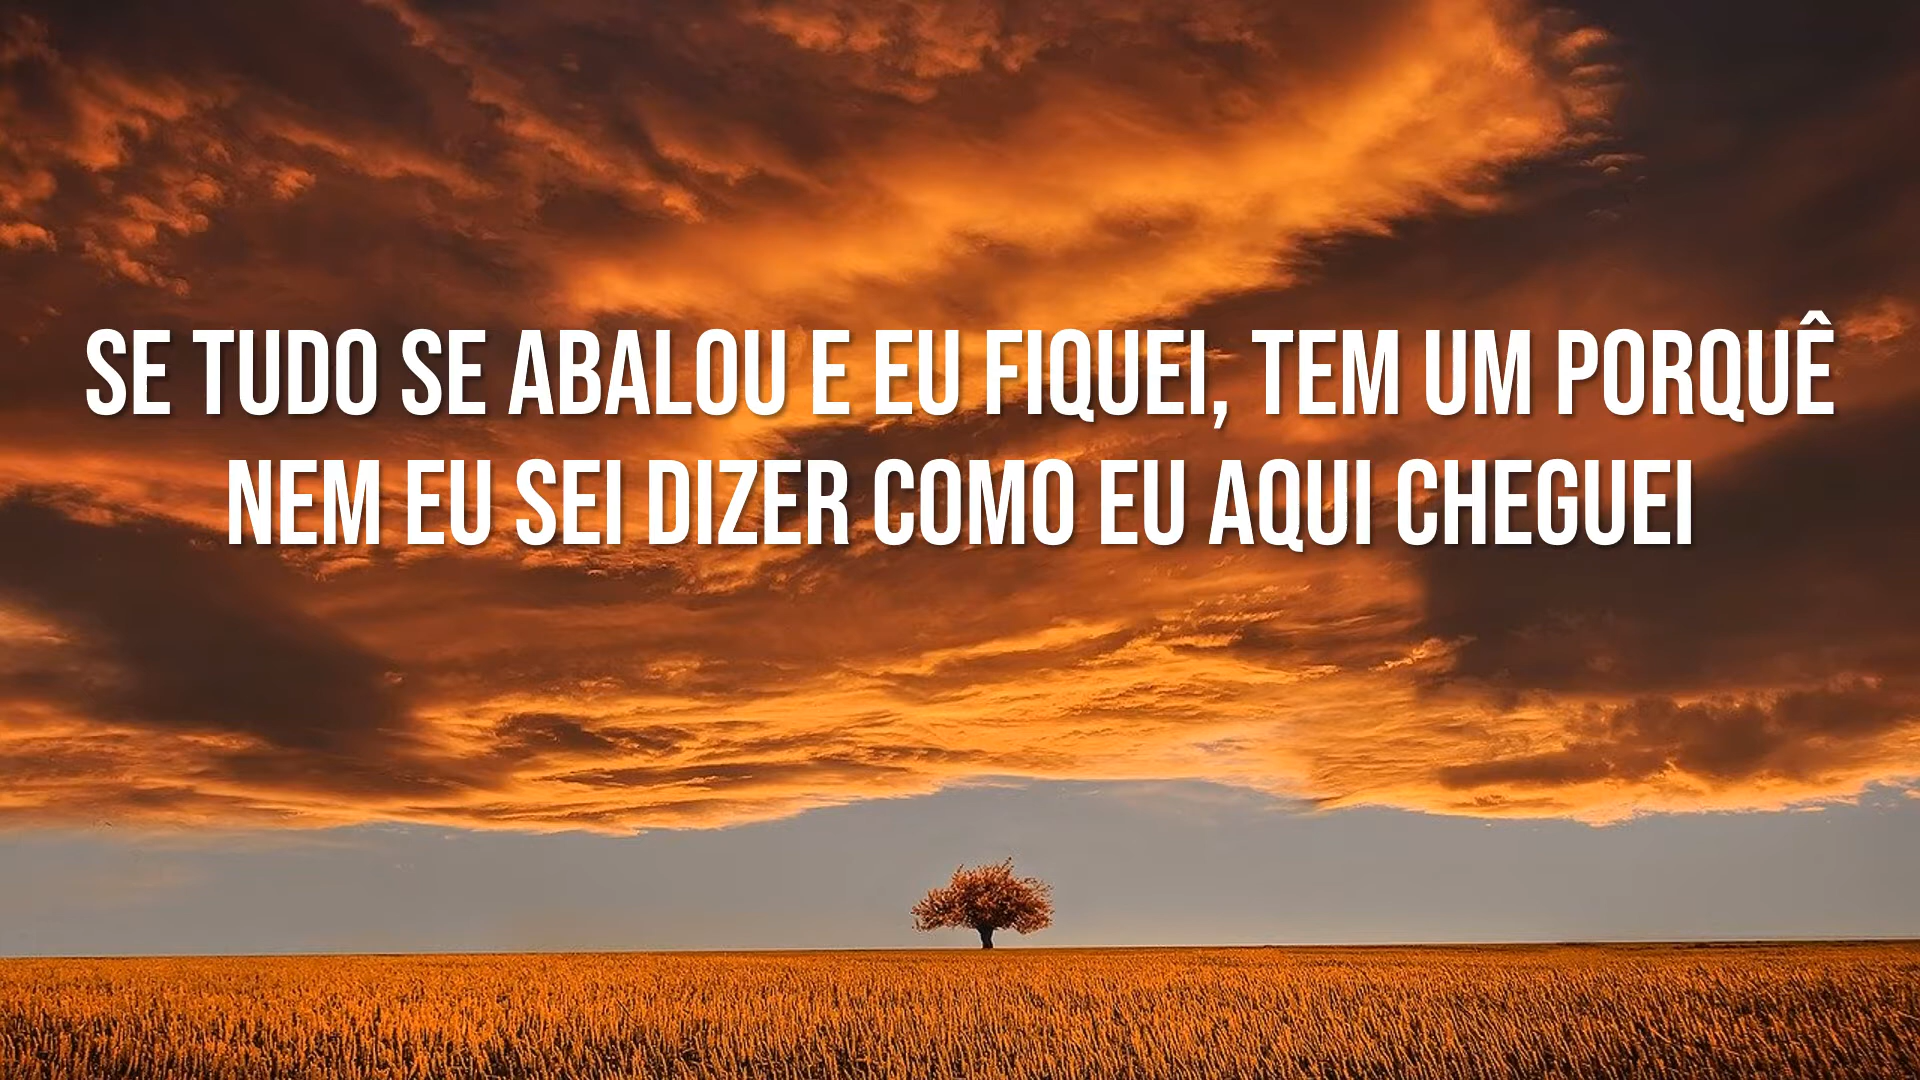 SE TUDO SE ABALOU E EU FIQUEI, TEM UM PORQUÊ
NEM EU SEI DIZER COMO EU AQUI CHEGUEI